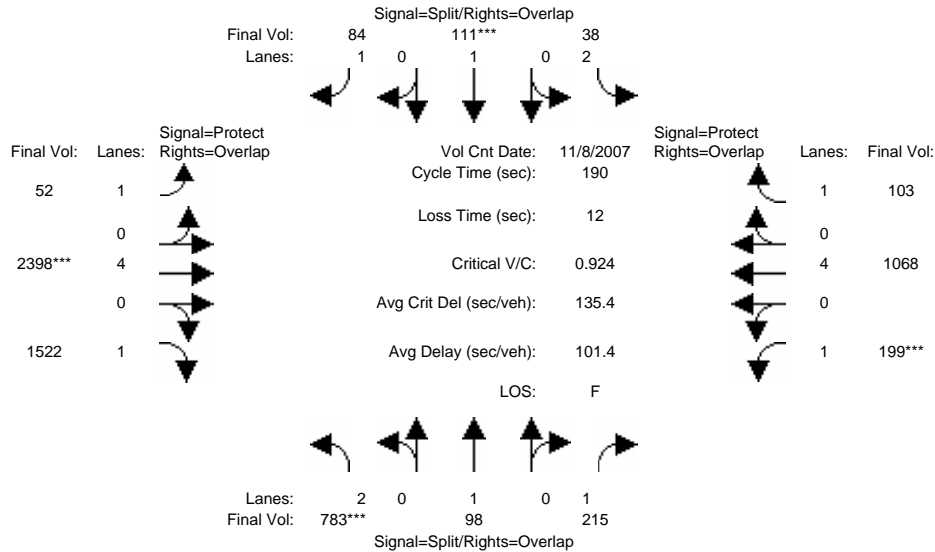 Signal=Split/Rights=Overlap
Final Vol: 84 111*** 38
Lanes: 1 0 1 0 2
Signal=Protect
Final Vol: Lanes: Rights=Overlap
Vol Cnt Date: 11/8/2007
Signal=Protect
Rights=Overlap Lanes: Final Vol:
Cycle Time (sec): 190
52 1
1 103
Loss Time (sec): 12
0
0
2398*** 4
Critical V/C: 0.924
4 1068
0
Avg Crit Del (sec/veh): 135.4
0
1522 1
Avg Delay (sec/veh): 101.4
1 199***
LOS: F
Lanes: 2 0 1 0 1
Final Vol: 783*** 98 215
Signal=Split/Rights=Overlap